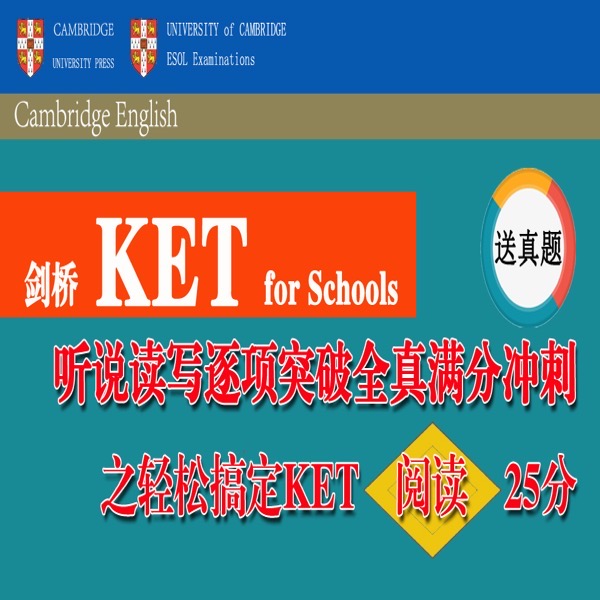 CAMBRIDGE
UNIVERSITY PRESS
UNIVERSITY of CAMBRIDGE
ESOL Examinations
Cambridge English
送真题
剑桥 KET for Schools
听说读写逐项突破全真满分冲刺
之轻松搞定KET 阅读 25分